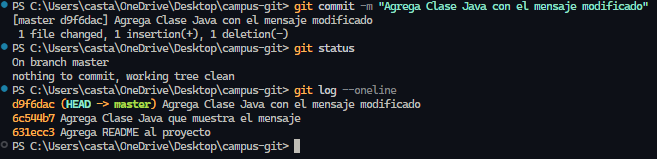 PS C:\Users\casta\OneDrive\Desktop\campus-git> git commit -m "Agrega Clase Java con el mensaje modificado"
[master d9f6dac] Agrega Clase Java con el mensaje modificado
 1 file changed, 1 insertion(+), 1 deletion(-)
PS C:\Users\casta\OneDrive\Desktop\campus-git> git status
On branch master
nothing to commit, working tree clean
PS C:\Users\casta\OneDrive\Desktop\campus-git> git log --oneline
d9f6dac (HEAD -> master) Agrega Clase Java con el mensaje modificado
6c544b7 Agrega Clase Java que muestra el mensaje
631ecc3 Agrega README al proyecto
PS C:\Users\casta\OneDrive\Desktop\campus-git>